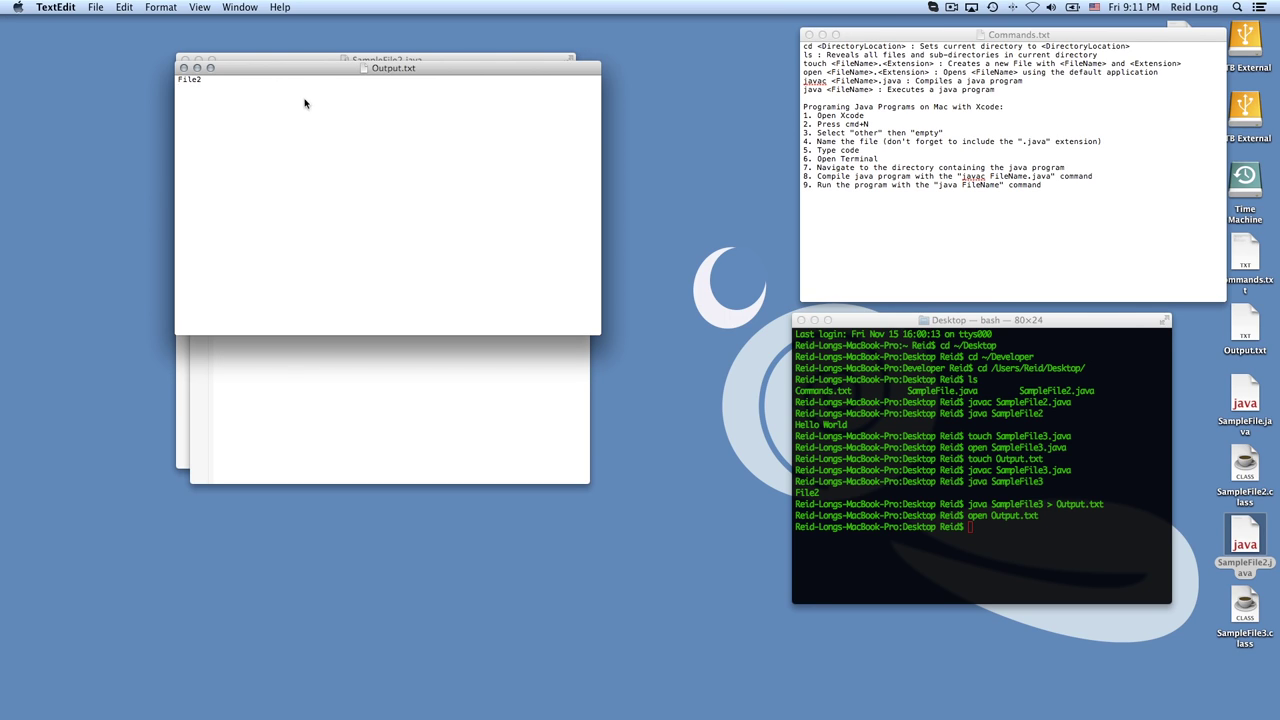 TextEdit File Edit Format View Window Help
Fri 9:11 PM Reid Long
SampleFile2.java
Output.txt
File2
Commands.txt
cd <DirectoryLocation> : Sets current directory to <DirectoryLocation>
ls : Reveals all files and sub-directories in current directory
touch <FileName>.<Extension> : Creates a new File with <FileName> and <Extension>
open <FileName>.<Extension> : Opens <FileName> using the default application
javac <FileName>.java : Compiles a java program
java <FileName> : Executes a java program
Programing Java Programs on Mac with Xcode:
1. Open Xcode
2. Press cmd+N
3. Select "other" then "empty"
4. Name the file (don't forget to include the ".java" extension)
5. Type code
6. Open Terminal
7. Navigate to the directory containing the java program
8. Compile java program with the "javac FileName.java" command
9. Run the program with the "java FileName" command
Desktop — bash — 80×24
Last login: Fri Nov 15 16:00:13 on ttys000
Reid-Longs-MacBook-Pro:~ Reid$ cd ~/Desktop
Reid-Longs-MacBook-Pro:Desktop Reid$ cd ~/Developer
Reid-Longs-MacBook-Pro:Developer Reid$ cd /Users/Reid/Desktop/
Reid-Longs-MacBook-Pro:Desktop Reid$ ls
Commands.txt SampleFile.java SampleFile2.java
Reid-Longs-MacBook-Pro:Desktop Reid$ javac SampleFile2.java
Reid-Longs-MacBook-Pro:Desktop Reid$ java SampleFile2
Hello World
Reid-Longs-MacBook-Pro:Desktop Reid$ touch SampleFile3.java
Reid-Longs-MacBook-Pro:Desktop Reid$ open SampleFile3.java
Reid-Longs-MacBook-Pro:Desktop Reid$ touch Output.txt
Reid-Longs-MacBook-Pro:Desktop Reid$ javac SampleFile3.java
Reid-Longs-MacBook-Pro:Desktop Reid$ java SampleFile3
File2
Reid-Longs-MacBook-Pro:Desktop Reid$ java SampleFile3 > Output.txt
Reid-Longs-MacBook-Pro:Desktop Reid$ open Output.txt
Reid-Longs-MacBook-Pro:Desktop Reid$
TB External
TB External
Time
Machine
TXT
mmands.tx
t
TXT
Output.txt
java
SampleFile.ja
va
CLASS
SampleFile2.c
lass
java
SampleFile2.j
ava
CLASS
SampleFile3.c
lass